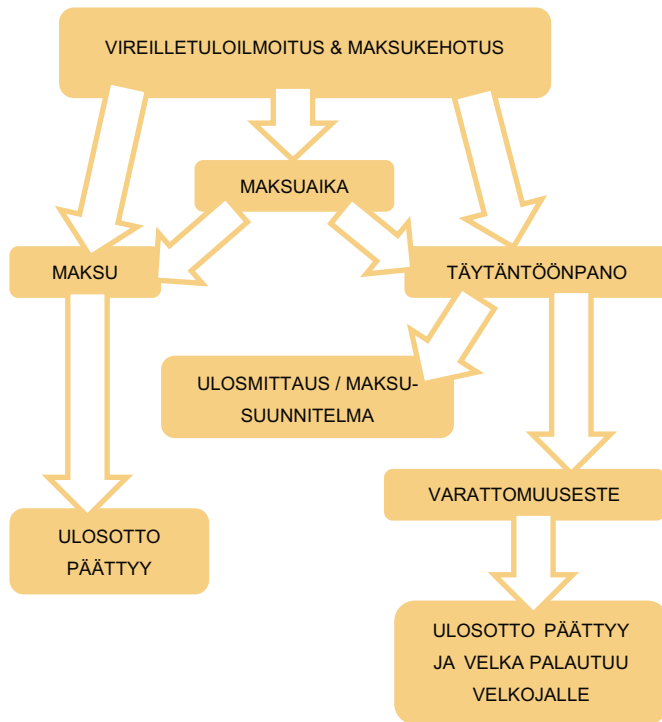 VIREILLETULOILMOITUS & MAKSUKEHOTUS
MAKSUAIKA
MAKSU
TÄYTÄNTÖÖNPANO
ULOSMITTAUS / MAKSU-
SUUNNITELMA
VARATTOMUUSESTE
ULOSOTTO
PÄÄTTYY
ULOSOTTO PÄÄTTYY
JA VELKA PALAUTUU
VELKOJALLE